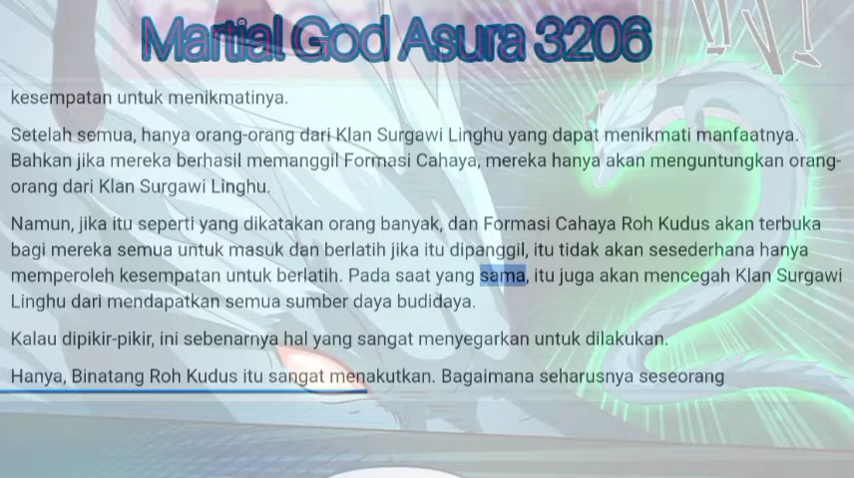 Martial God Asura 3206
kesempatan untuk menikmatinya.
Setelah semua, hanya orang-orang dari Klan Surgawi Linghu yang dapat menikmati manfaatnya.
Bahkan jika mereka berhasil memanggil Formasi Cahaya, mereka hanya akan menguntungkan orang-
orang dari Klan Surgawi Linghu.
Namun, jika itu seperti yang dikatakan orang banyak, dan Formasi Cahaya Roh Kudus akan terbuka
bagi mereka semua untuk masuk dan berlatih jika itu dipanggil, itu tidak akan sesederhana hanya
memperoleh kesempatan untuk berlatih. Pada saat yang sama, itu juga akan mencegah Klan Surgawi
Linghu dari mendapatkan semua sumber daya budidaya.
Kalau dipikir-pikir, ini sebenarnya hal yang sangat menyegarkan untuk dilakukan.
Hanya, Binatang Roh Kudus itu sangat menakutkan. Bagaimana seharusnya seseorang